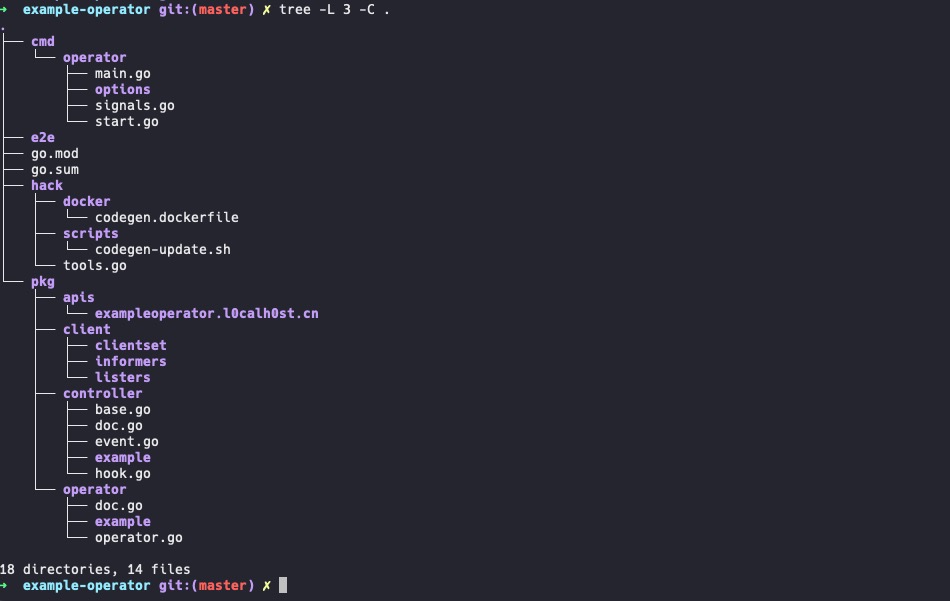 ➜  example-operator git:(master) ✗ tree -L 3 -C .
.
├── cmd
│   └── operator
│       ├── main.go
│       ├── options
│       ├── signals.go
│       └── start.go
├── e2e
├── go.mod
├── go.sum
├── hack
│   ├── docker
│   │   └── codegen.dockerfile
│   ├── scripts
│   │   └── codegen-update.sh
│   └── tools.go
└── pkg
    ├── apis
    │   └── exampleoperator.l0calh0st.cn
    ├── client
    │   ├── clientset
    │   ├── informers
    │   └── listers
    ├── controller
    │   ├── base.go
    │   ├── doc.go
    │   ├── event.go
    │   ├── example
    │   └── hook.go
    └── operator
        ├── doc.go
        ├── example
        └── operator.go

18 directories, 14 files
➜  example-operator git:(master) ✗